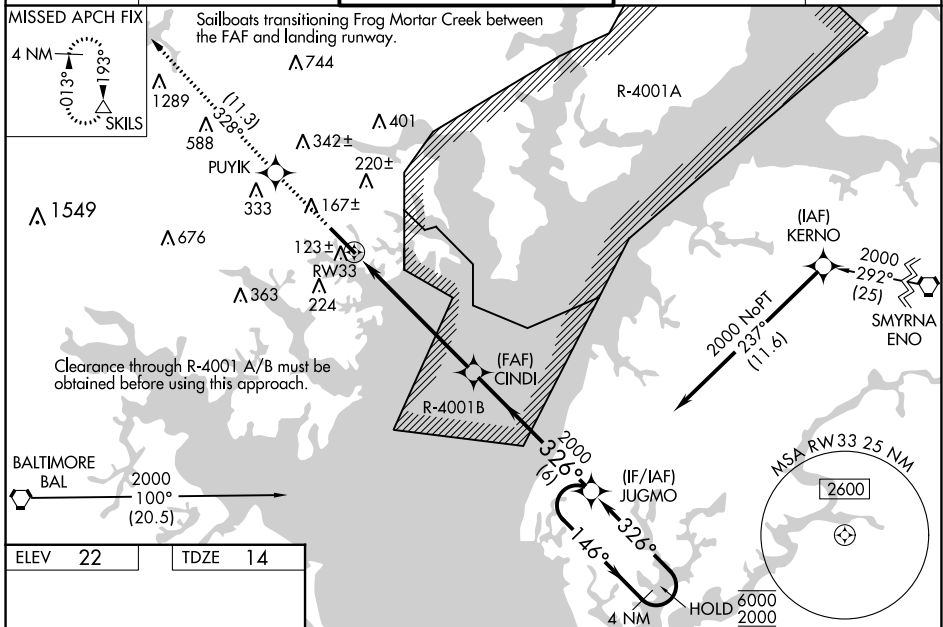 MISSED APCH FIX
4 NM
013°
193°
SKILS
Sailboats transitioning Frog Mortar Creek between
the FAF and landing runway.
744
1289
(11.3)
328°
588
401
342±
220±
PUYIK
333
167±
1549
676
123±
RW33
363
224
R-4001A
(IAF)
KERNO
2000
292°
(25)
SMYRNA
ENO
2000 NoPT
237°
(11.6)
Clearance through R-4001 A/B must be
obtained before using this approach.
(FAF)
CINDI
R-4001B
BALTIMORE
BAL
2000
100°
(20.5)
2000
326°
(6)
(IF/IAF)
JUGMO
326°
146°
4 NM
HOLD
6000
2000
MSA RW33 25 NM
2600
ELEV 22
TDZE 14